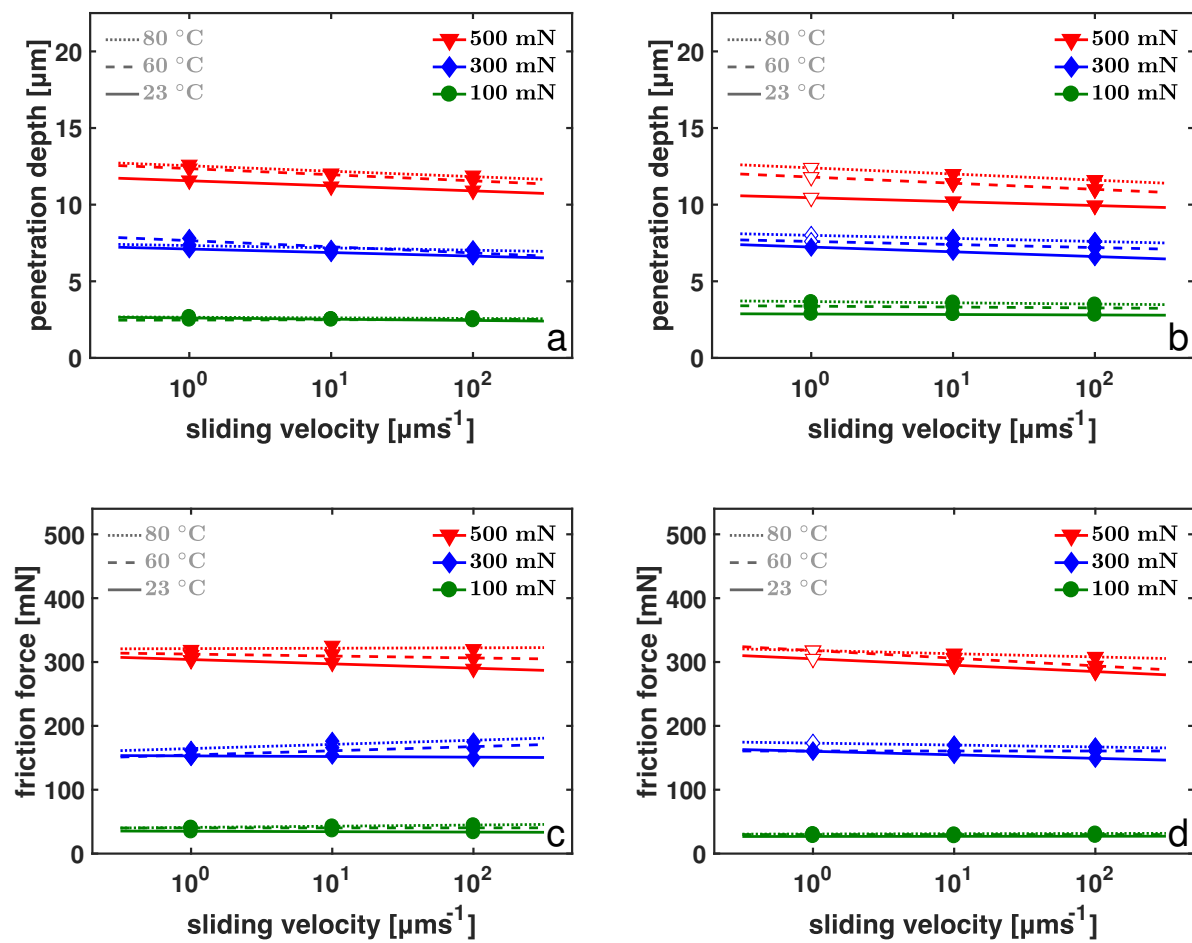 80 °C
60 °C
23 °C
500 mN
300 mN
100 mN
20
15
10
5
0
penetration depth [µm]
10⁰ 10¹ 10²
sliding velocity [µms⁻¹]
a
80 °C
60 °C
23 °C
500 mN
300 mN
100 mN
20
15
10
5
0
penetration depth [µm]
10⁰ 10¹ 10²
sliding velocity [µms⁻¹]
b
80 °C
60 °C
23 °C
500 mN
300 mN
100 mN
500
400
300
200
100
0
friction force [mN]
10⁰ 10¹ 10²
sliding velocity [µms⁻¹]
c
80 °C
60 °C
23 °C
500 mN
300 mN
100 mN
500
400
300
200
100
0
friction force [mN]
10⁰ 10¹ 10²
sliding velocity [µms⁻¹]
d